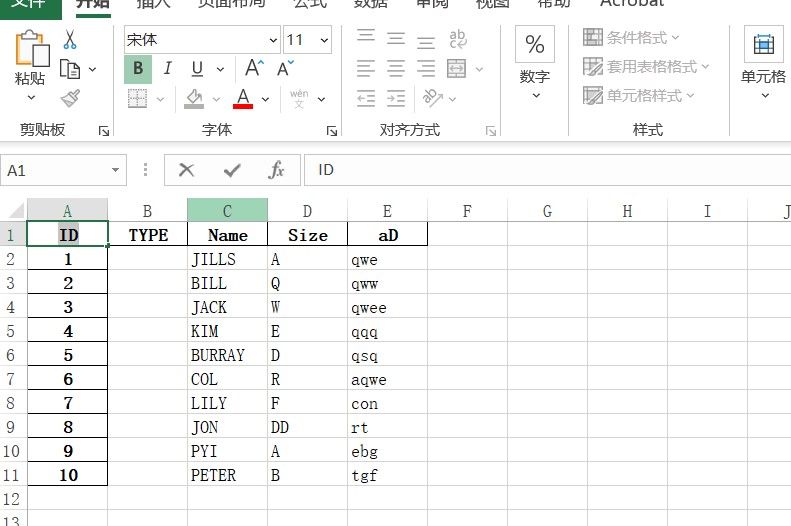 文件 开始 插入 页面布局 公式 数据 审阅 视图 帮助 Acrobat
宋体 11 ab c % 条件格式
粘贴 B I U A A 数字 套用表格格式 单元格
A wén 文 单元格样式
剪贴板 字体 对齐方式 样式
A1 fx ID
A B C D E F G H I J
1 ID TYPE Name Size aD
2 1 JILLS A qwe
3 2 BILL Q qww
4 3 JACK W qwee
5 4 KIM E qqq
6 5 BURRAY D qsq
7 6 COL R aqwe
8 7 LILY F con
9 8 JON DD rt
10 9 PYI A ebg
11 10 PETER B tgf
12
13